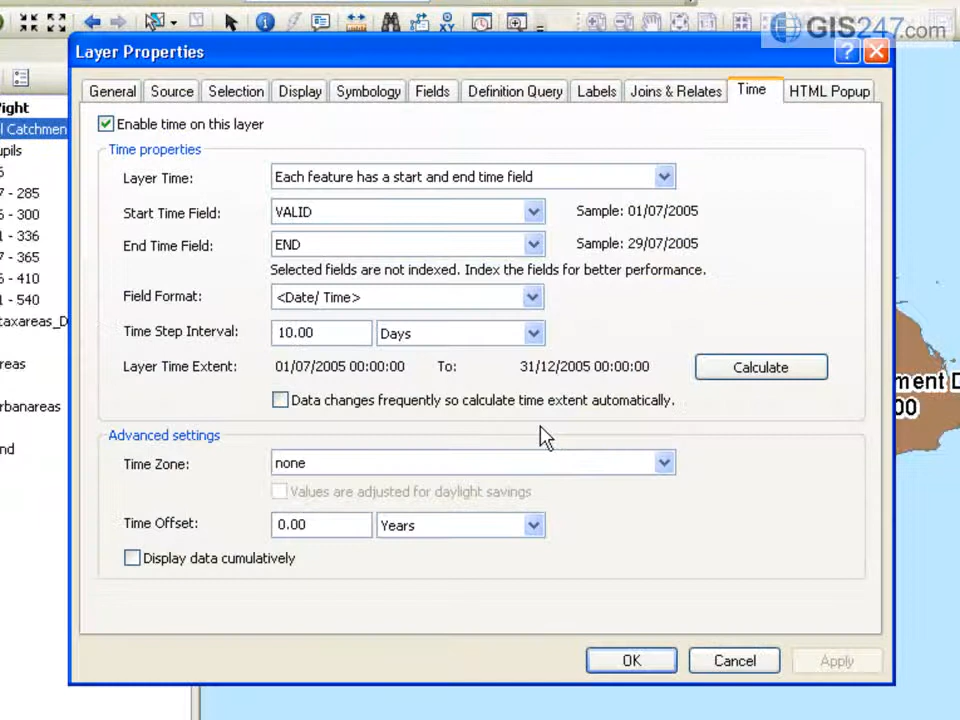 GIS247.com
Layer Properties
General Source Selection Display Symbology Fields Definition Query Labels Joins & Relates Time HTML Popup
Enable time on this layer
Time properties
Layer Time: Each feature has a start and end time field
Start Time Field: VALID Sample: 01/07/2005
End Time Field: END Sample: 29/07/2005
Selected fields are not indexed. Index the fields for better performance.
Field Format: <Date/ Time>
Time Step Interval: 10.00 Days
Layer Time Extent: 01/07/2005 00:00:00 To: 31/12/2005 00:00:00 Calculate
Data changes frequently so calculate time extent automatically.
Advanced settings
Time Zone: none
Values are adjusted for daylight savings
Time Offset: 0.00 Years
Display data cumulatively
OK Cancel Apply
ight
l Catchmen
upils
6
7 - 285
6 - 300
1 - 336
7 - 365
6 - 410
1 - 540
taxareas_D
reas
rbanareas
nd
ment D
00